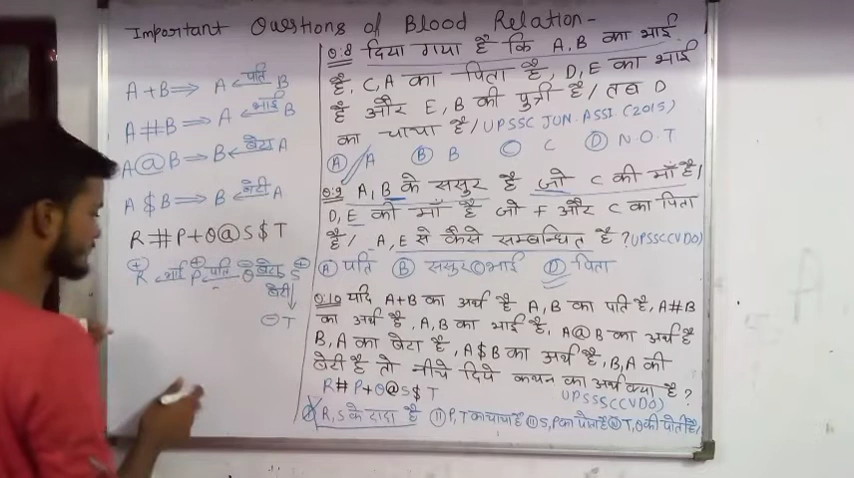 Important Questions of Blood Relation -
A+B ⟹ A ←पति B
A#B ⟹ A ←भाई B
A@B ⟹ B ←बेटा A
A$B ⟹ B ←बेटी A
R#P+Q@S$T
⊕ ⊕ ⊕
R ←भाई P ←पति Q बेटा S
बेटी ↓
⊖T
Q:8 दिया गया है कि A, B का भाई
है, C, A का पिता है, D, E का भाई
है और E, B की पुत्री है/ तब D
का चाचा है/ UPSSC JUN. ASSI. (2015)
Ⓐ A Ⓑ B C Ⓓ N.O.T
Q:9 A, B के ससुर है जो C की माँ है/
D, E की माँ है जो F और C का पिता
है/ A, E से कैसे सम्बन्धित है? UPSSC(VDO)
Ⓐ पति Ⓑ ससुर Ⓒ भाई Ⓓ पिता
Q:10 यदि A+B का अर्थ है A, B का पति है, A#B
का अर्थ है, A, B का भाई है, A@B का अर्थ है
B, A का बेटा है, A$B का अर्थ है, B, A की
बेटी है तो नीचे दिये कथन का अर्थ क्या है?
R#P+Q@S$T UPSSSC(VDO)
R, S के दादा है P, T का चाचा है S, P का पोता है T, Q की पोती है/